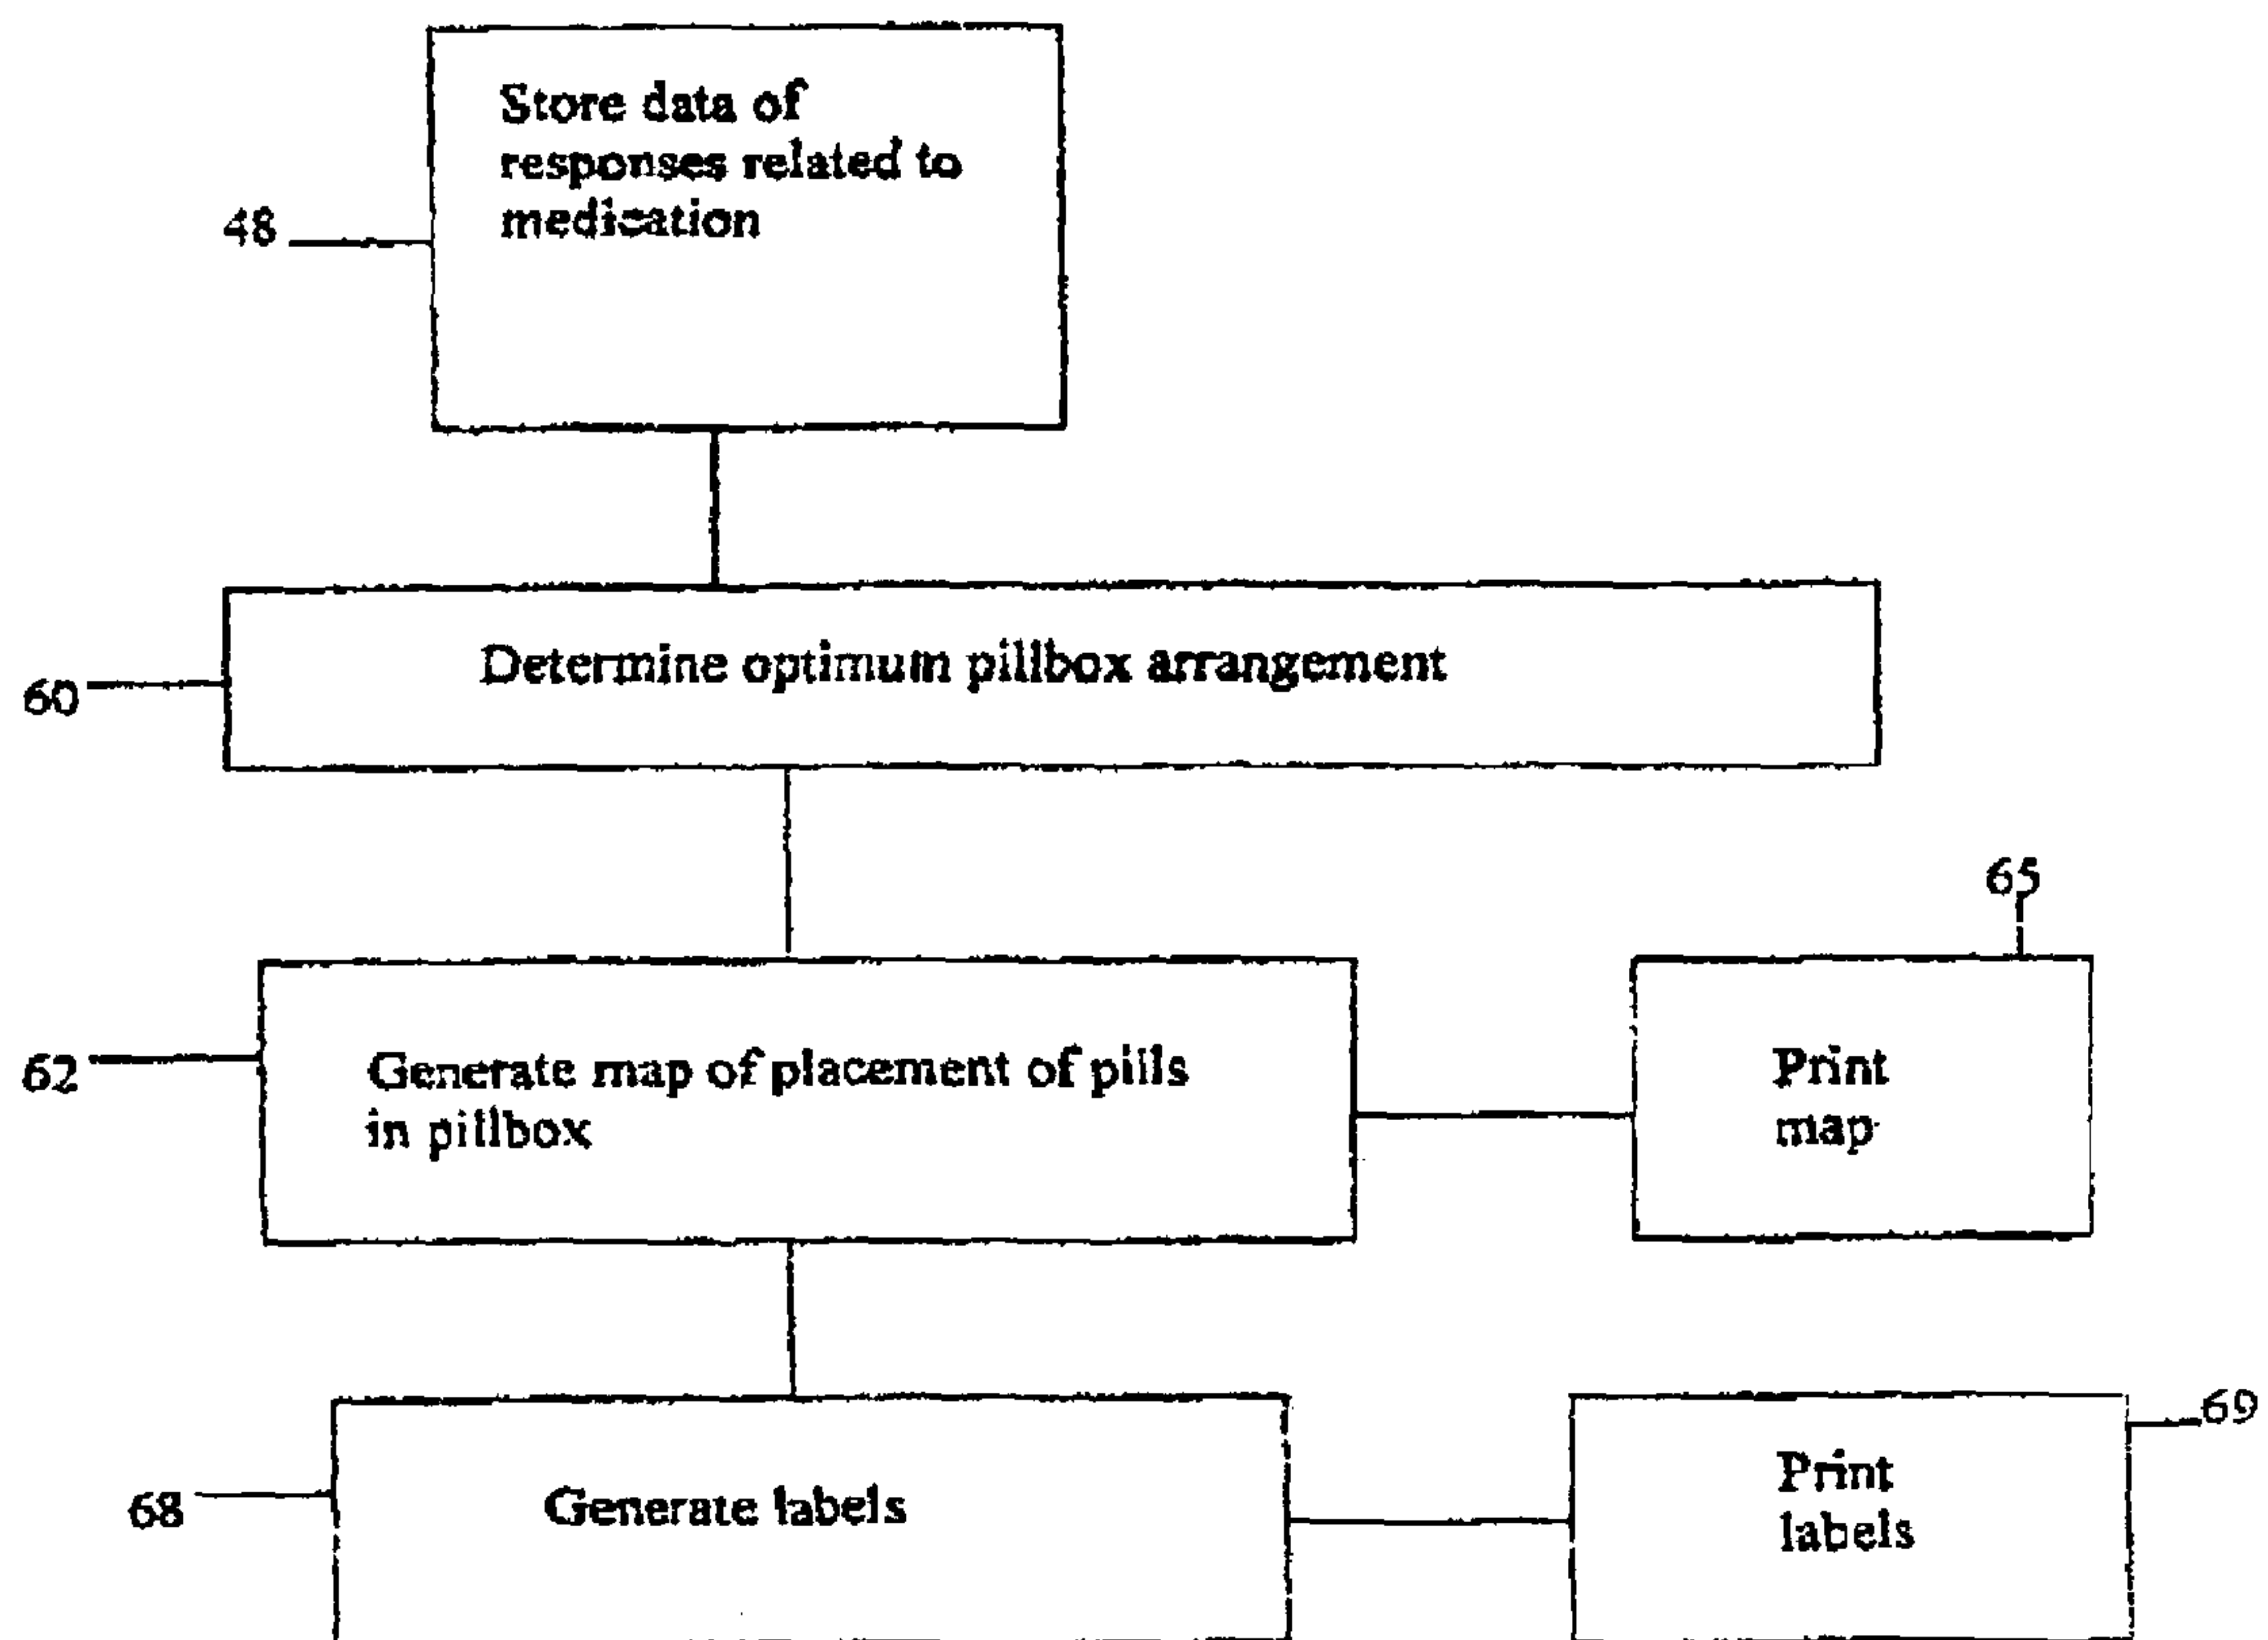 Store data of
responses related to
medication
48
Determine optimum pillbox arrangement
60
65
Generate map of placement of pills
in pillbox
62
Print
map
69
Generate labels
68
Print
labels